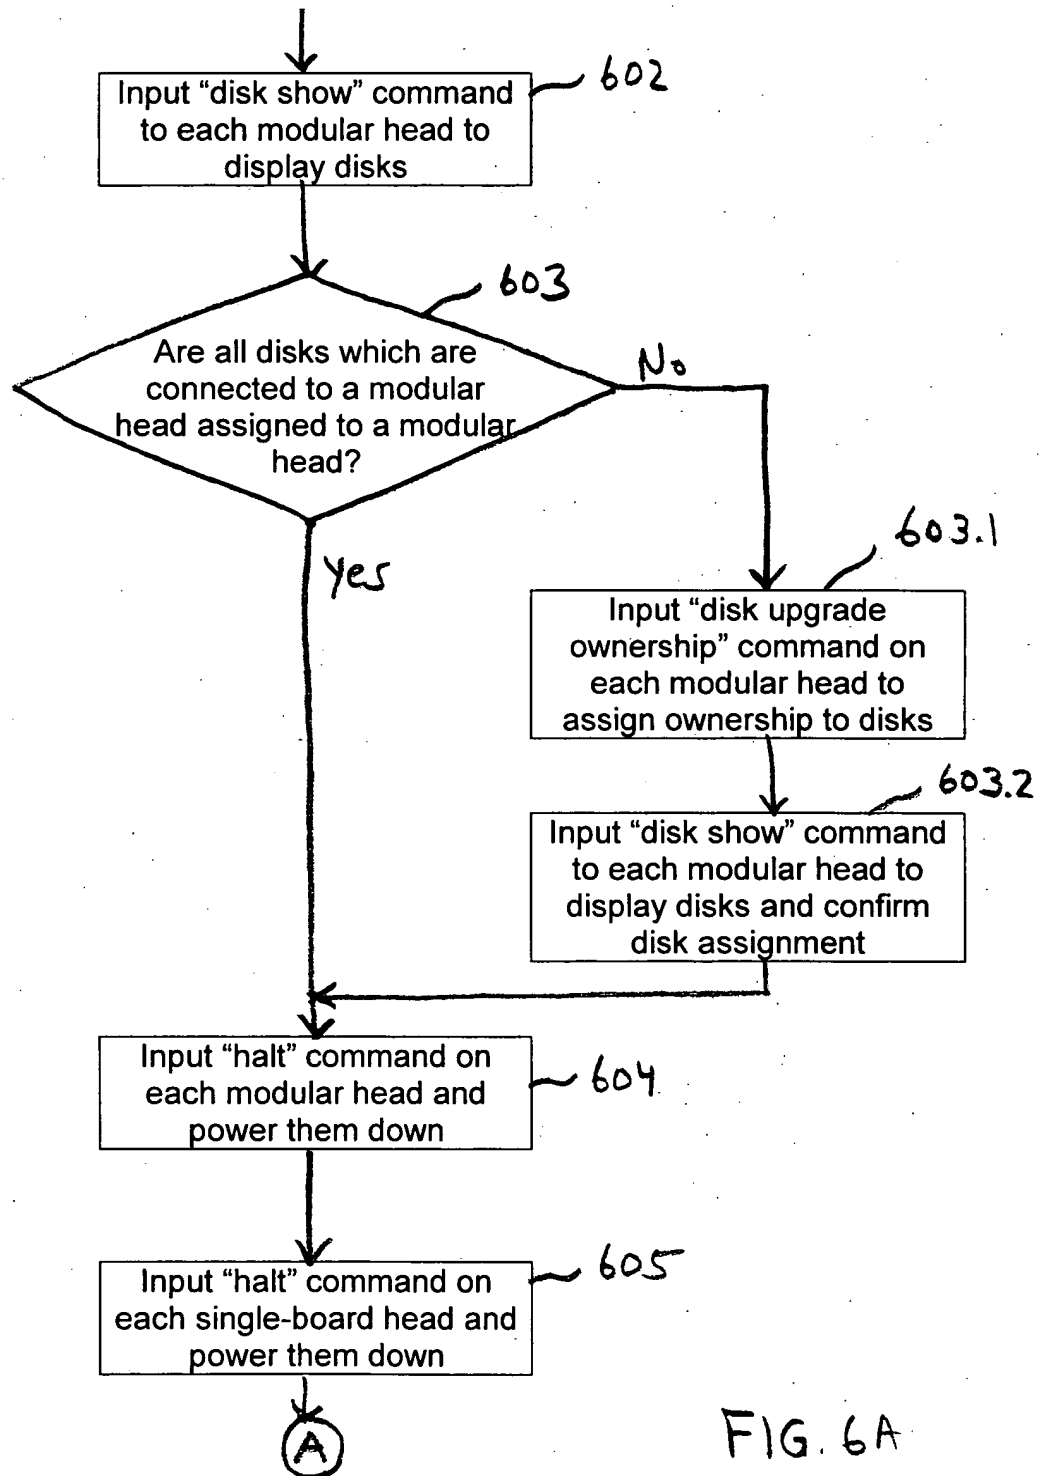 Input “disk show” command
to each modular head to
display disks
602
603
Are all disks which are
connected to a modular
head assigned to a modular
head?
No
Yes
603.1
Input “disk upgrade
ownership” command on
each modular head to
assign ownership to disks
603.2
Input “disk show” command
to each modular head to
display disks and confirm
disk assignment
Input “halt” command on
each modular head and
power them down
604
Input “halt” command on
each single-board head and
power them down
605
A
FIG. 6A